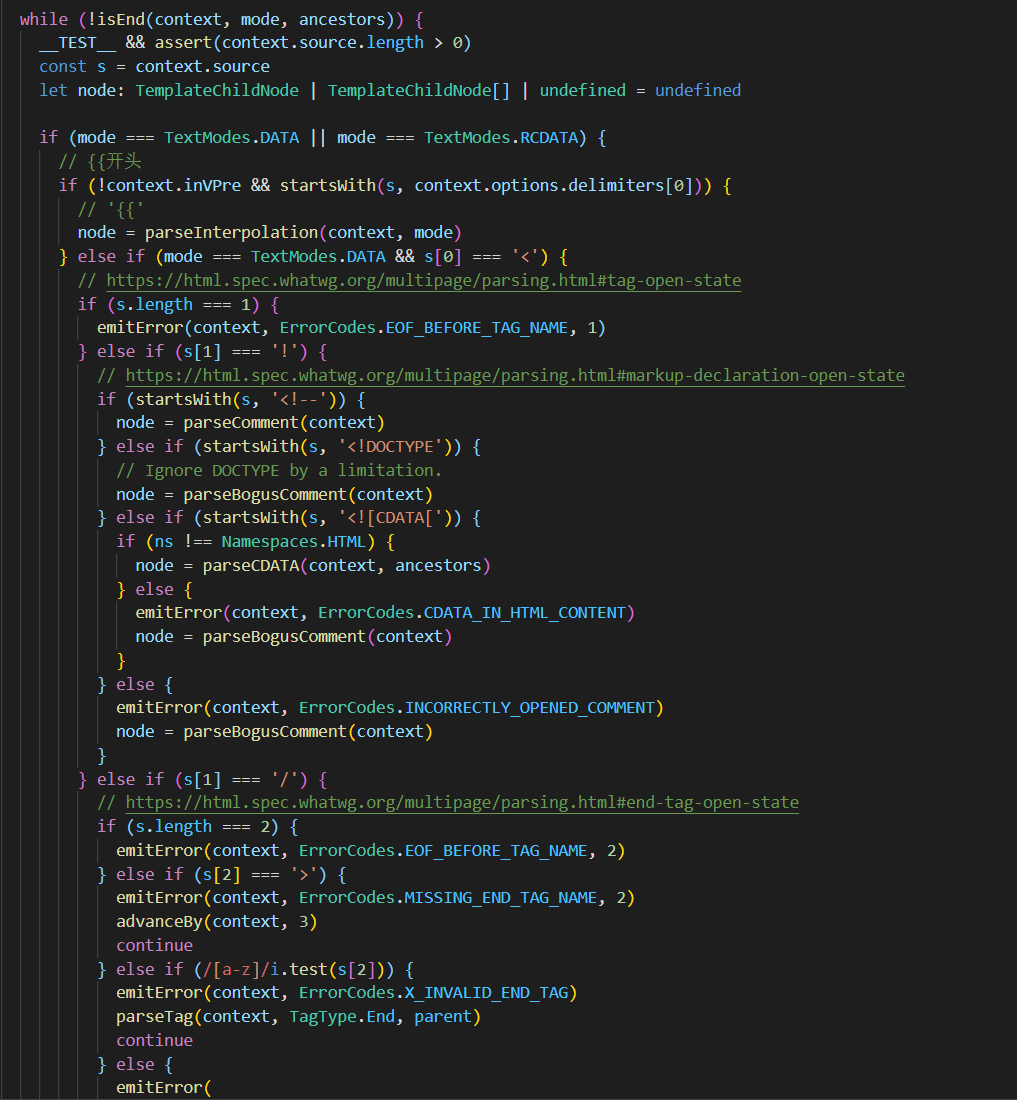 while (!isEnd(context, mode, ancestors)) {
__TEST__ && assert(context.source.length > 0)
const s = context.source
let node: TemplateChildNode | TemplateChildNode[] | undefined = undefined
if (mode === TextModes.DATA || mode === TextModes.RCDATA) {
// {{开头
if (!context.inVPre && startsWith(s, context.options.delimiters[0])) {
// '{{'
node = parseInterpolation(context, mode)
} else if (mode === TextModes.DATA && s[0] === '<') {
// https://html.spec.whatwg.org/multipage/parsing.html#tag-open-state
if (s.length === 1) {
emitError(context, ErrorCodes.EOF_BEFORE_TAG_NAME, 1)
} else if (s[1] === '!') {
// https://html.spec.whatwg.org/multipage/parsing.html#markup-declaration-open-state
if (startsWith(s, '<!--')) {
node = parseComment(context)
} else if (startsWith(s, '<!DOCTYPE')) {
// Ignore DOCTYPE by a limitation.
node = parseBogusComment(context)
} else if (startsWith(s, '<![CDATA[')) {
if (ns !== Namespaces.HTML) {
node = parseCDATA(context, ancestors)
} else {
emitError(context, ErrorCodes.CDATA_IN_HTML_CONTENT)
node = parseBogusComment(context)
}
} else {
emitError(context, ErrorCodes.INCORRECTLY_OPENED_COMMENT)
node = parseBogusComment(context)
}
} else if (s[1] === '/') {
// https://html.spec.whatwg.org/multipage/parsing.html#end-tag-open-state
if (s.length === 2) {
emitError(context, ErrorCodes.EOF_BEFORE_TAG_NAME, 2)
} else if (s[2] === '>') {
emitError(context, ErrorCodes.MISSING_END_TAG_NAME, 2)
advanceBy(context, 3)
continue
} else if (/[a-z]/i.test(s[2])) {
emitError(context, ErrorCodes.X_INVALID_END_TAG)
parseTag(context, TagType.End, parent)
continue
} else {
emitError(